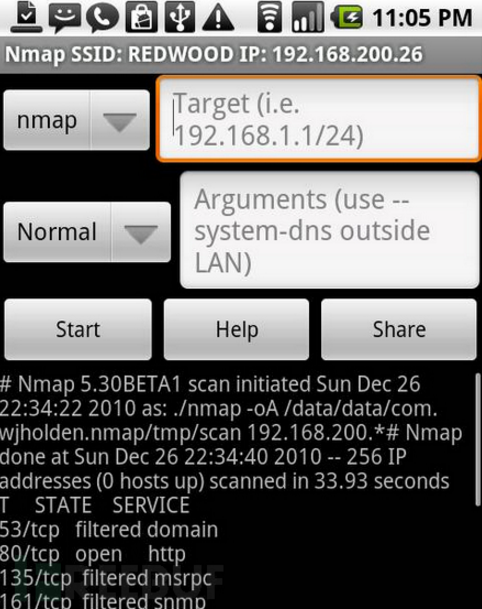 11:05 PM
Nmap SSID: REDWOOD IP: 192.168.200.26
nmap
Target (i.e.
192.168.1.1/24)
Normal
Arguments (use --
system-dns outside
LAN)
Start
Help
Share
# Nmap 5.30BETA1 scan initiated Sun Dec 26
22:34:22 2010 as: ./nmap -oA /data/data/com.
wjholden.nmap/tmp/scan 192.168.200.*# Nmap
done at Sun Dec 26 22:34:40 2010 -- 256 IP
addresses (0 hosts up) scanned in 33.93 seconds
T STATE SERVICE
53/tcp filtered domain
80/tcp open http
135/tcp filtered msrpc
161/tcp filtered snmp